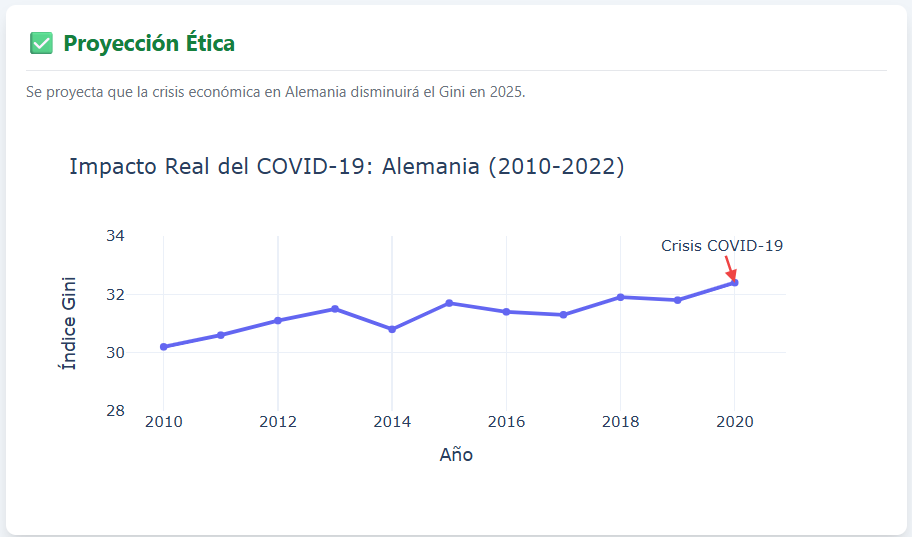 ✅ Proyección Ética
Se proyecta que la crisis económica en Alemania disminuirá el Gini en 2025.
Impacto Real del COVID-19: Alemania (2010-2022)
Crisis COVID-19
Índice Gini
34
32
30
28
2010 2012 2014 2016 2018 2020
Año